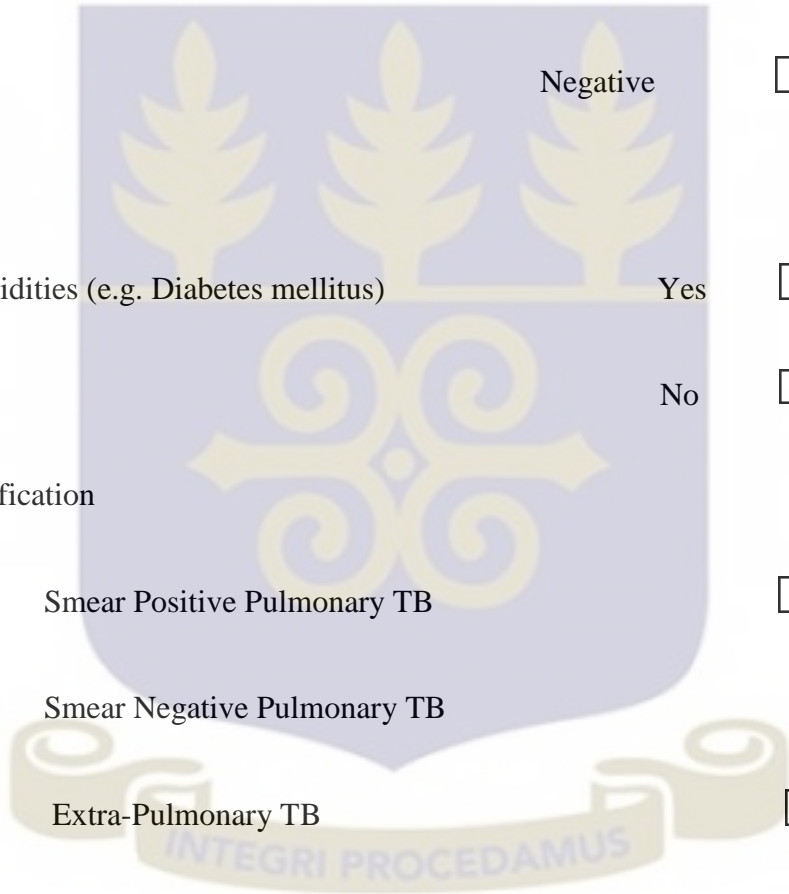 Negative
idities (e.g. Diabetes mellitus) Yes
No
fication
Smear Positive Pulmonary TB
Smear Negative Pulmonary TB
Extra-Pulmonary TB
INTEGRI PROCEDAMUS